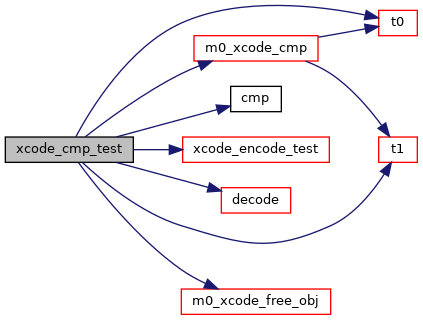 t0
m0_xcode_cmp
cmp
xcode_cmp_test
xcode_encode_test
t1
decode
m0_xcode_free_obj